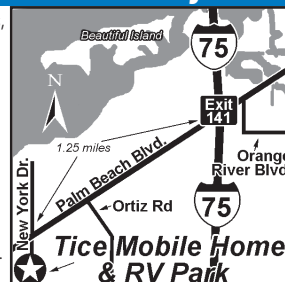 Beautiful Island
75
N
Exit
141
1.25 miles
Orang
River Blvd
Palm Beach Blvd.
New York Dr.
Ortiz Rd
75
Tice Mobile Home
& RV Park